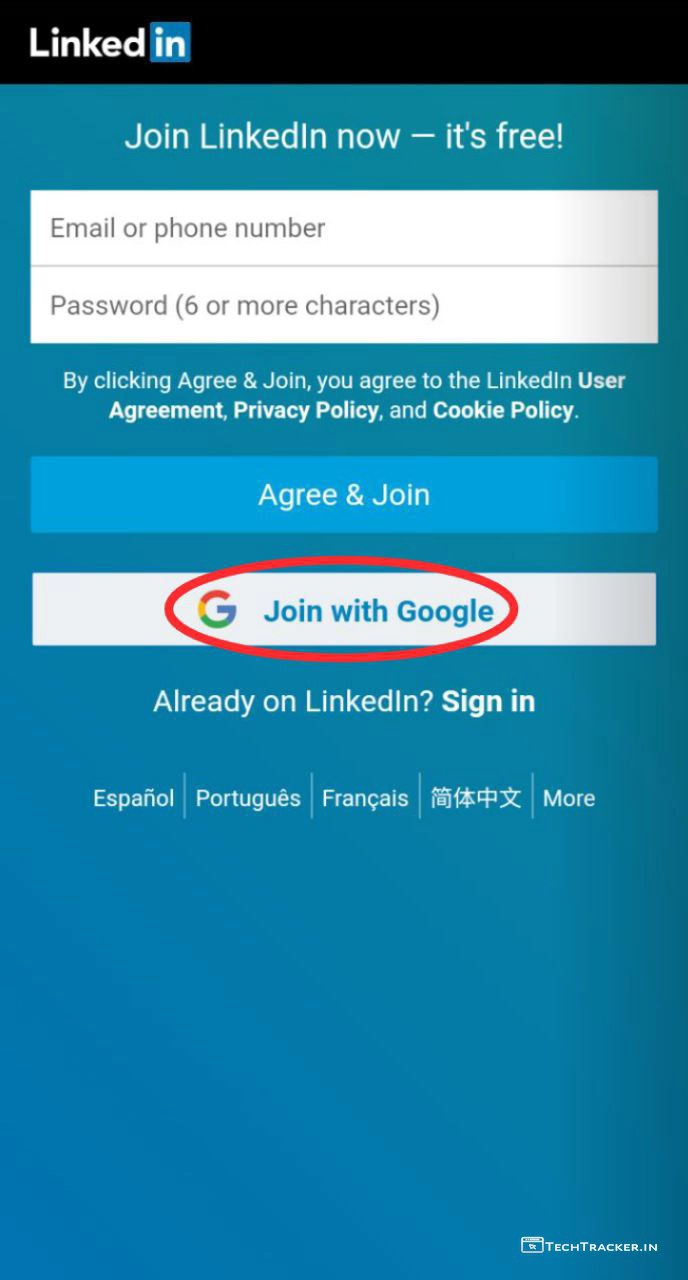 Linked in
Join LinkedIn now — it's free!
Email or phone number
Password (6 or more characters)
By clicking Agree & Join, you agree to the LinkedIn User
Agreement, Privacy Policy, and Cookie Policy.
Agree & Join
G Join with Google
Already on LinkedIn? Sign in
Español | Português | Français | 简体中文 | More
TechTracker.in